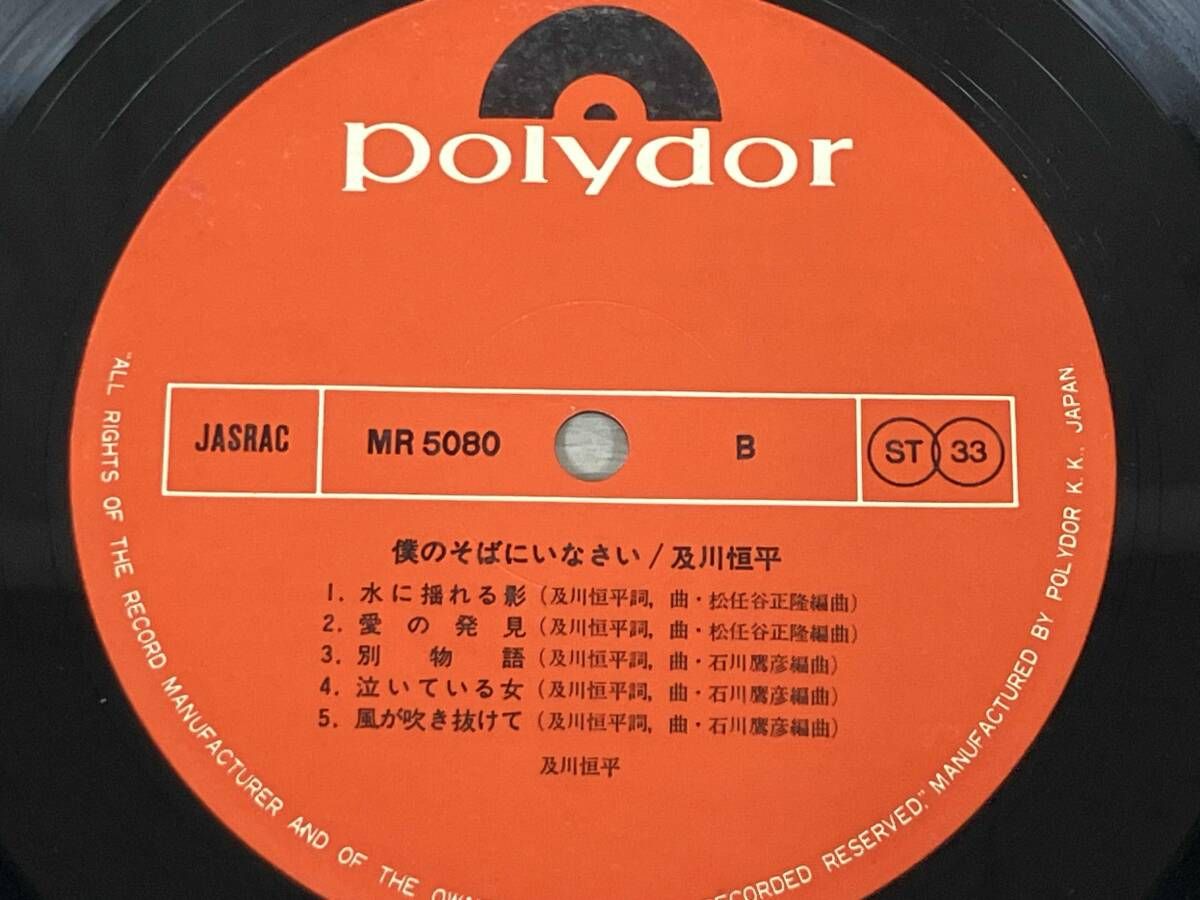 polydor
JASRAC MR 5080 B ST 33
僕のそばにいなさい/及川恒平
1. 水に揺れる影 (及川恒平詞, 曲・松任谷正隆編曲)
2. 愛の発見 (及川恒平詞, 曲・松任谷正隆編曲)
3. 別物語 (及川恒平詞, 曲・石川鷹彦編曲)
4. 泣いている女 (及川恒平詞, 曲・石川鷹彦編曲)
5. 風が吹き抜けて (及川恒平詞, 曲・石川鷹彦編曲)
及川恒平
"ALL RIGHTS OF THE RECORD MANUFACTURER AND OF THE RECORDED RESERVED," MANUFACTURED BY POLYDOR K. K., JAPAN.